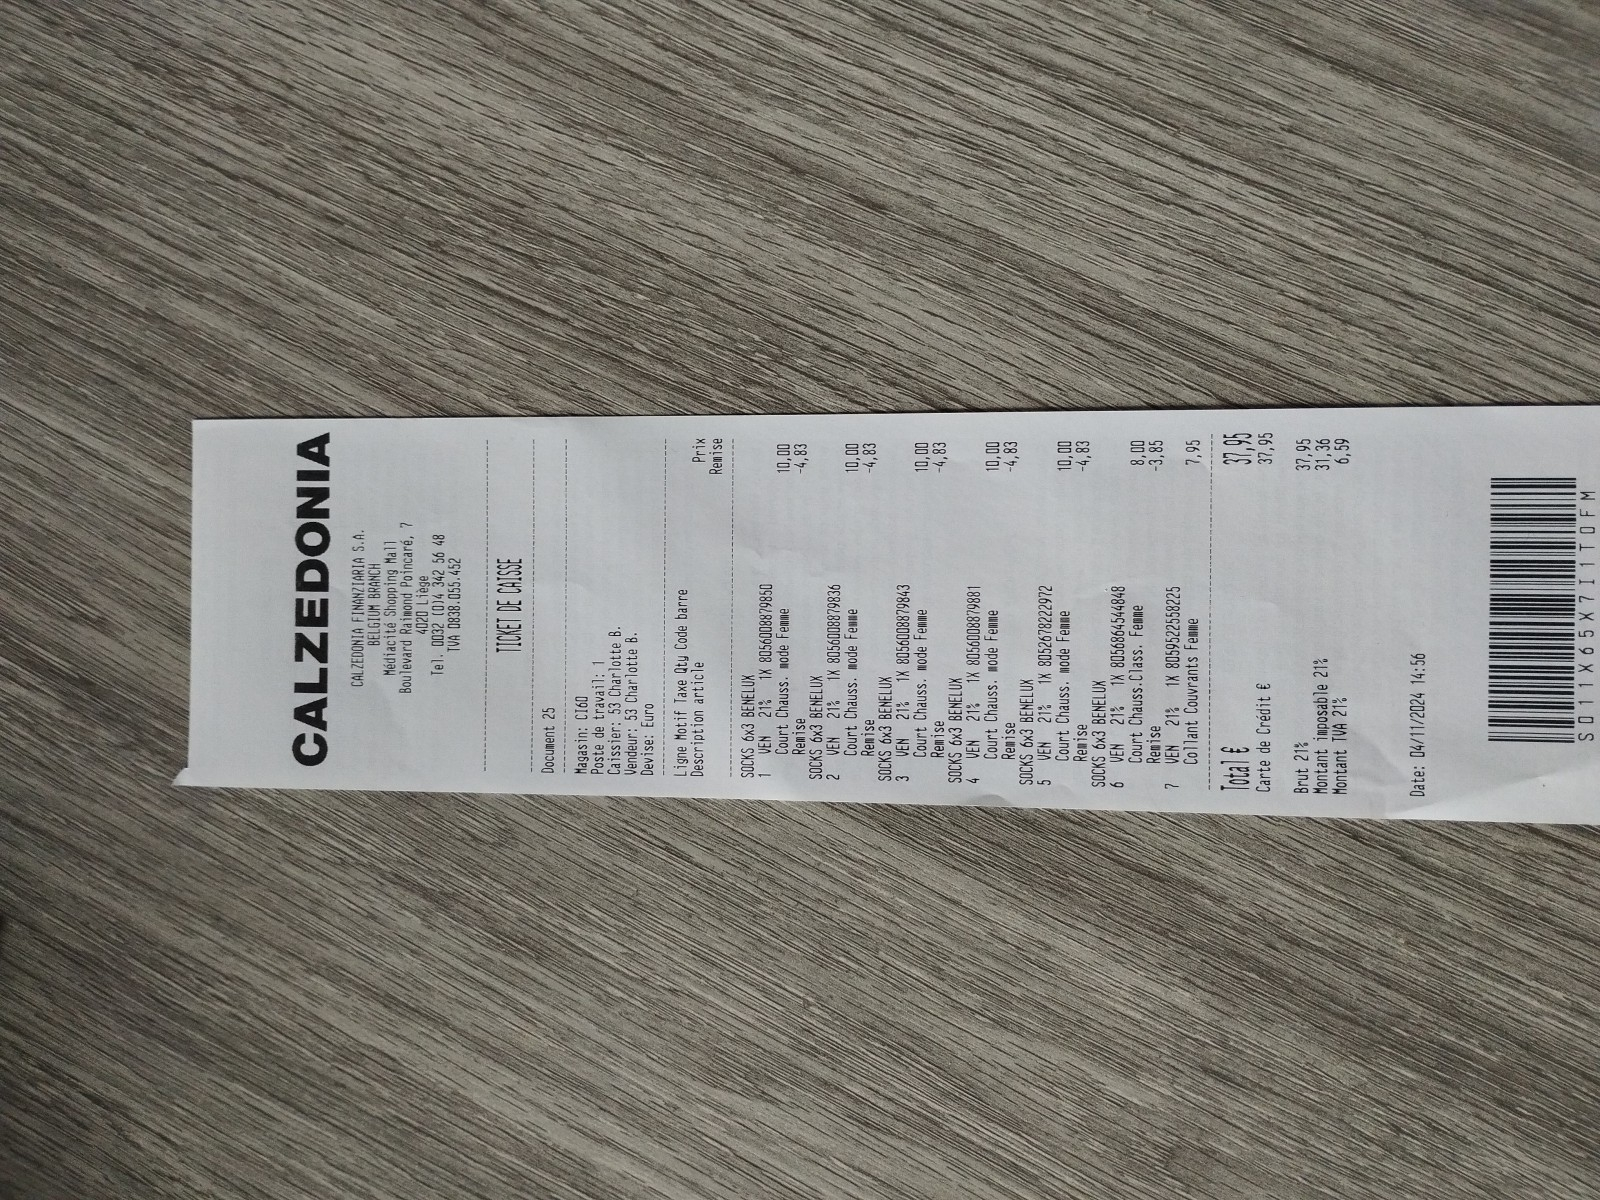 CALZEDONIA
CALZEDONIA FINANZIARIA S.A.
BELGIUM BRANCH
Médiacité Shopping Mall
Boulevard Raimond Poincaré, 7
4020 Liège
Tel. 0032 (0)4 342 56 48
TVA 0838.055.452
TICKET DE CAISSE
Document 25
Magasin: CI60
Poste de travail: 1
Caissier: 53 Charlotte B.
Vendeur: 53 Charlotte B.
Devise: Euro
Ligne Motif Taxe Qty Code barre Prix
Description article Remise
SOCKS 6x3 BENELUX
1 VEN 21% 1X 8056008879850 10,00
Court Chauss. mode Femme -4,83
Remise
SOCKS 6x3 BENELUX
2 VEN 21% 1X 8056008879836 10,00
Court Chauss. mode Femme -4,83
Remise
SOCKS 6x3 BENELUX
3 VEN 21% 1X 8056008879843 10,00
Court Chauss. mode Femme -4,83
Remise
SOCKS 6x3 BENELUX
4 VEN 21% 1X 8056008879881 10,00
Court Chauss. mode Femme -4,83
Remise
SOCKS 6x3 BENELUX
5 VEN 21% 1X 8052678222972 10,00
Court Chauss. mode Femme -4,83
Remise
SOCKS 6x3 BENELUX
6 VEN 21% 1X 8056864544848 8,00
Court Chauss.Class. Femme -3,85
Remise
7 VEN 21% 1X 8059522558225 7,95
Collant Couvrants Femme
Total € 37,95
Carte de Crédit € 37,95
Brut 21% 37,95
Montant imposable 21% 31,36
Montant TVA 21% 6,59
Date: 04/11/2024 14:56
S011X65X7I1T0FM